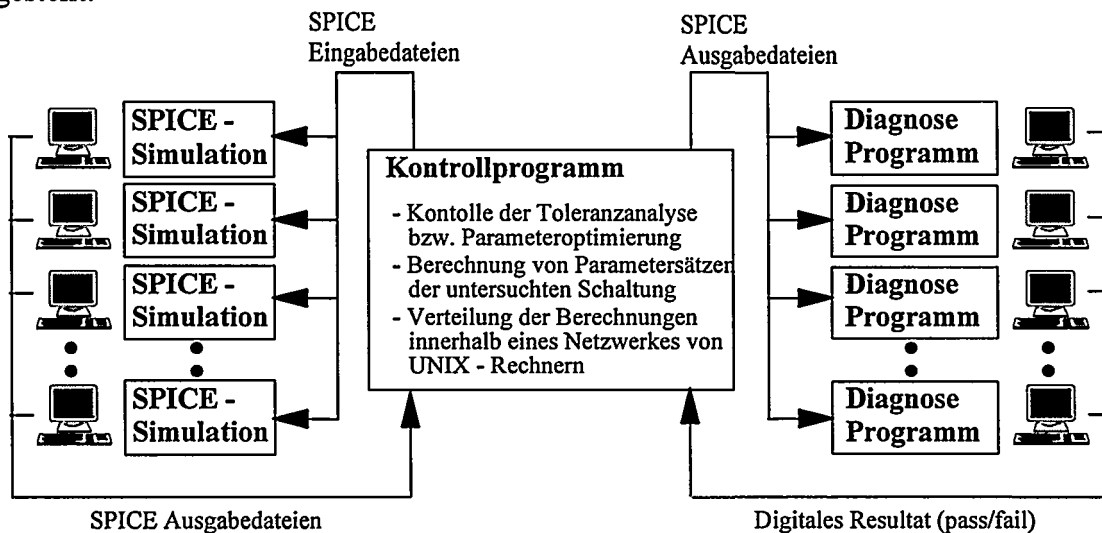 SPICE
Eingabedateien
SPICE
Ausgabedateien
SPICE -
Simulation
SPICE -
Simulation
SPICE -
Simulation
SPICE -
Simulation
Kontrollprogramm
- Kontolle der Toleranzanalyse
bzw. Parameteroptimierung
- Berechnung von Parametersätzen
der untersuchten Schaltung
- Verteilung der Berechnungen
innerhalb eines Netzwerkes von
UNIX - Rechnern
Diagnose
Programm
Diagnose
Programm
Diagnose
Programm
Diagnose
Programm
SPICE Ausgabedateien
Digitales Resultat (pass/fail)